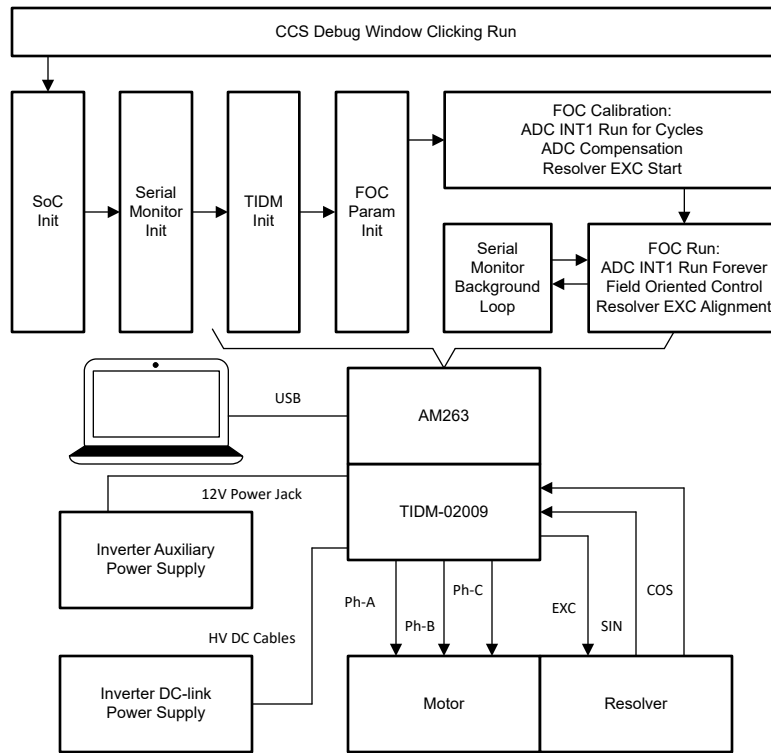 CCS Debug Window Clicking Run
SoC
Init
Serial
Monitor
Init
TIDM
Init
FOC
Param
Init
FOC Calibration:
ADC INT1 Run for Cycles
ADC Compensation
Resolver EXC Start
Serial
Monitor
Background
Loop
FOC Run:
ADC INT1 Run Forever
Field Oriented Control
Resolver EXC Alignment
USB
AM263
12V Power Jack
TIDM-02009
Inverter Auxiliary
Power Supply
Ph-A
Ph-B
Ph-C
EXC
SIN
COS
HV DC Cables
Inverter DC-link
Power Supply
Motor
Resolver